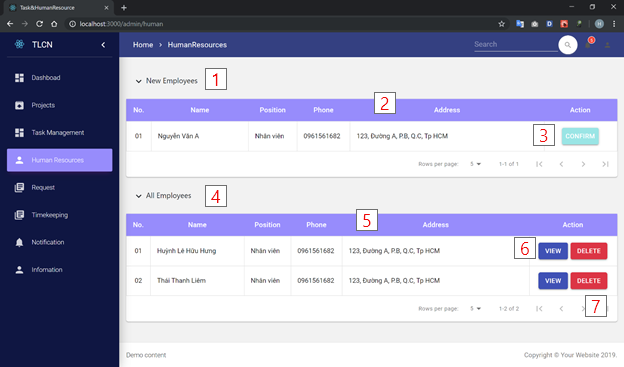 Task&HumanResource
localhost:3000/admin/human
H
TLCN
Home > HumanResources
Search
1
Dashboad
Projects
Task Management
Human Resources
Request
Timekeeping
Notification
Infomation
New Employees 1
2
No. Name Position Phone Address Action
01 Nguyễn Văn A Nhân viên 0961561682 123, Đường A, P.B, Q.C, Tp HCM 3 CONFIRM
Rows per page: 5 1-1 of 1
All Employees 4
5
No. Name Position Phone Address Action
01 Huỳnh Lê Hữu Hưng Nhân viên 0961561682 123, Đường A, P.B, Q.C, Tp HCM 6 VIEW DELETE
02 Thái Thanh Liêm Nhân viên 0961561682 123, Đường A, P.B, Q.C, Tp HCM VIEW DELETE
Rows per page: 5 1-2 of 2 7
Demo content Copyright © Your Website 2019.